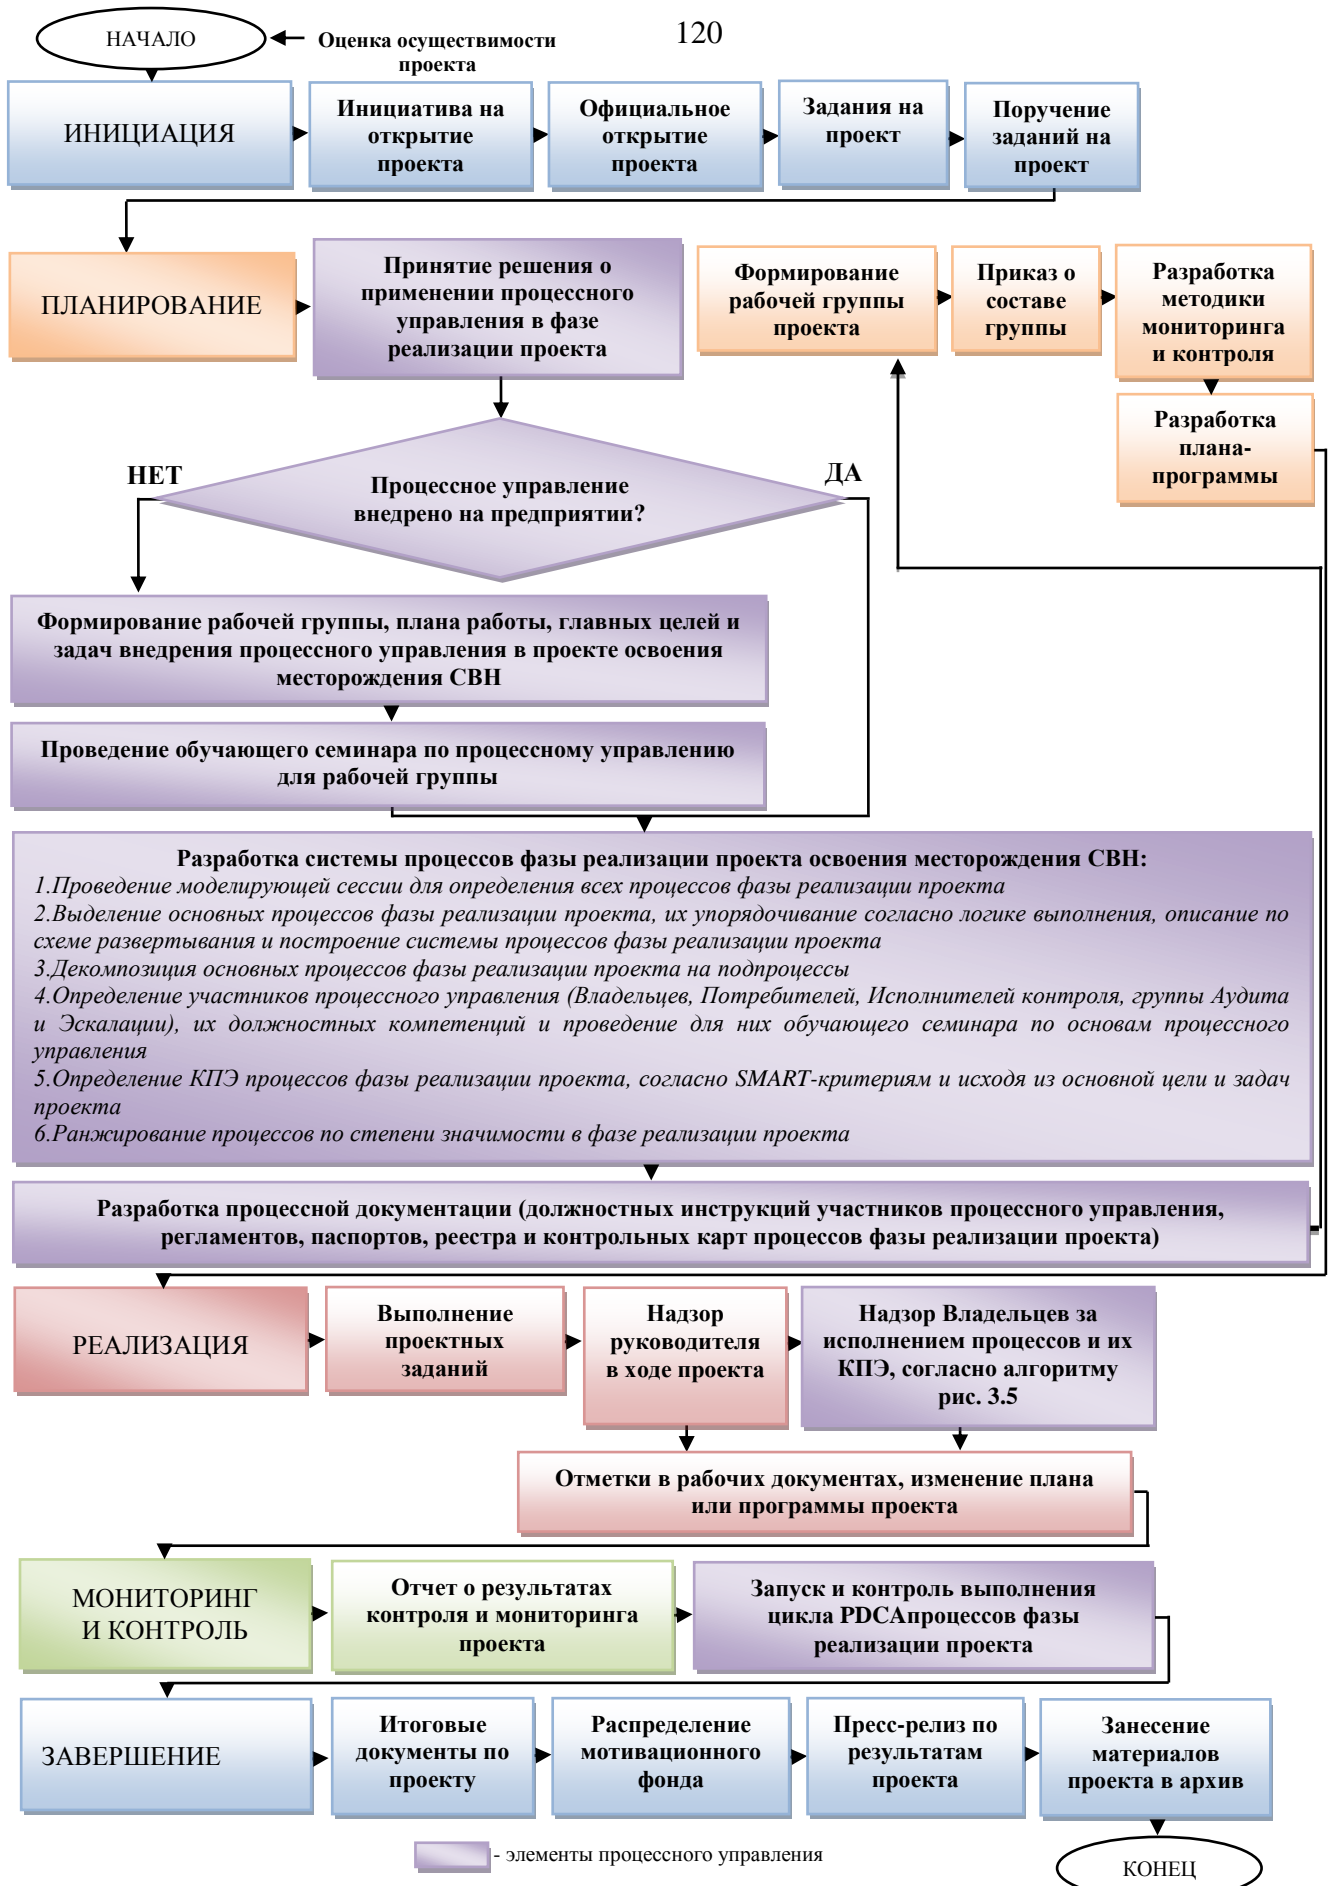 120
НАЧАЛО
Оценка осуществимости
проекта
ИНИЦИАЦИЯ
Инициатива на
открытие
проекта
Официальное
открытие
проекта
Задания на
проект
Поручение
заданий на
проект
ПЛАНИРОВАНИЕ
Принятие решения о
применении процессного
управления в фазе
реализации проекта
Формирование
рабочей группы
проекта
Приказ о
составе
группы
Разработка
методики
мониторинга
и контроля
Разработка
плана-
программы
НЕТ
ДА
Процессное управление
внедрено на предприятии?
Формирование рабочей группы, плана работы, главных целей и
задач внедрения процессного управления в проекте освоения
месторождения СВН
Проведение обучающего семинара по процессному управлению
для рабочей группы
Разработка системы процессов фазы реализации проекта освоения месторождения СВН:
1.Проведение моделирующей сессии для определения всех процессов фазы реализации проекта
2.Выделение основных процессов фазы реализации проекта, их упорядочивание согласно логике выполнения, описание по
схеме развертывания и построение системы процессов фазы реализации проекта
3.Декомпозиция основных процессов фазы реализации проекта на подпроцессы
4.Определение участников процессного управления (Владельцев, Потребителей, Исполнителей контроля, группы Аудита
и Эскалации), их должностных компетенций и проведение для них обучающего семинара по основам процессного
управления
5.Определение КПЭ процессов фазы реализации проекта, согласно SMART-критериям и исходя из основной цели и задач
проекта
6.Ранжирование процессов по степени значимости в фазе реализации проекта
Разработка процессной документации (должностных инструкций участников процессного управления,
регламентов, паспортов, реестра и контрольных карт процессов фазы реализации проекта)
РЕАЛИЗАЦИЯ
Выполнение
проектных
заданий
Надзор
руководителя
в ходе проекта
Надзор Владельцев за
исполнением процессов и их
КПЭ, согласно алгоритму
рис. 3.5
Отметки в рабочих документах, изменение плана
или программы проекта
МОНИТОРИНГ
И КОНТРОЛЬ
Отчет о результатах
контроля и мониторинга
проекта
Запуск и контроль выполнения
цикла PDCAпроцессов фазы
реализации проекта
ЗАВЕРШЕНИЕ
Итоговые
документы по
проекту
Распределение
мотивационного
фонда
Пресс-релиз по
результатам
проекта
Занесение
материалов
проекта в архив
- элементы процессного управления
КОНЕЦ